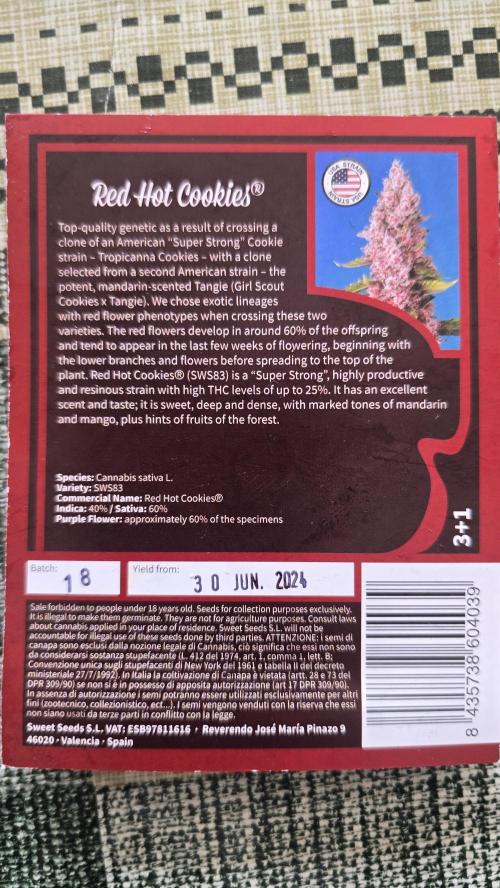 Red Hot Cookies®
USA STRAIN
USA STRAIN
Top-quality genetic as a result of crossing a
clone of an American “Super Strong” Cookie
strain – Tropicanna Cookies – with a clone
selected from a second American strain – the
potent, mandarin-scented Tangie (Girl Scout
Cookies x Tangie). We chose exotic lineages
with red flower phenotypes when crossing these two
varieties. The red flowers develop in around 60% of the offspring
and tend to appear in the last few weeks of flowering, beginning with
the lower branches and flowers before spreading to the top of the
plant. Red Hot Cookies® (SWS83) is a “Super Strong”, highly productive
and resinous strain with high THC levels of up to 25%. It has an excellent
scent and taste; it is sweet, deep and dense, with marked tones of mandarin
and mango, plus hints of fruits of the forest.
Species: Cannabis sativa L.
Variety: SWS83
Commercial Name: Red Hot Cookies®
Indica: 40% / Sativa: 60%
Purple Flower: approximately 60% of the specimens
3+1
Batch:
18
Yield from:
30 JUN. 2024
Sale forbidden to people under 18 years old. Seeds for collection purposes exclusively.
It is illegal to make them germinate. They are not for agriculture purposes. Consult laws
about cannabis applied in your place of residence. Sweet Seeds S.L. will not be
accountable for illegal use of these seeds done by third parties. ATTENZIONE: i semi di
canapa sono esclusi dalla nozione legale di Cannabis, ciò significa che essi non sono
da considerarsi sostanza stupefacente (L. 412 del 1974, art. 1, comma 1, lett. B;
Convenzione unica sugli stupefacenti di New York del 1961 e tabella II del decreto
ministeriale 27/7/1992). In Italia la coltivazione di Canapa è vietata (artt. 28 e 73 del
DPR 309/90) se non si è in possesso di apposita autorizzazione (art 17 DPR 309/90).
In assenza di autorizzazione i semi potranno essere utilizzati esclusivamente per altri
fini (zootecnico, collezionistico, ect...). I semi vengono venduti con la riserva che essi
non siano usati da terze parti in conflitto con la legge.
Sweet Seeds S.L. VAT: ESB97811616 · Reverendo José María Pinazo 9
46020 · Valencia · Spain
8 435738 604039